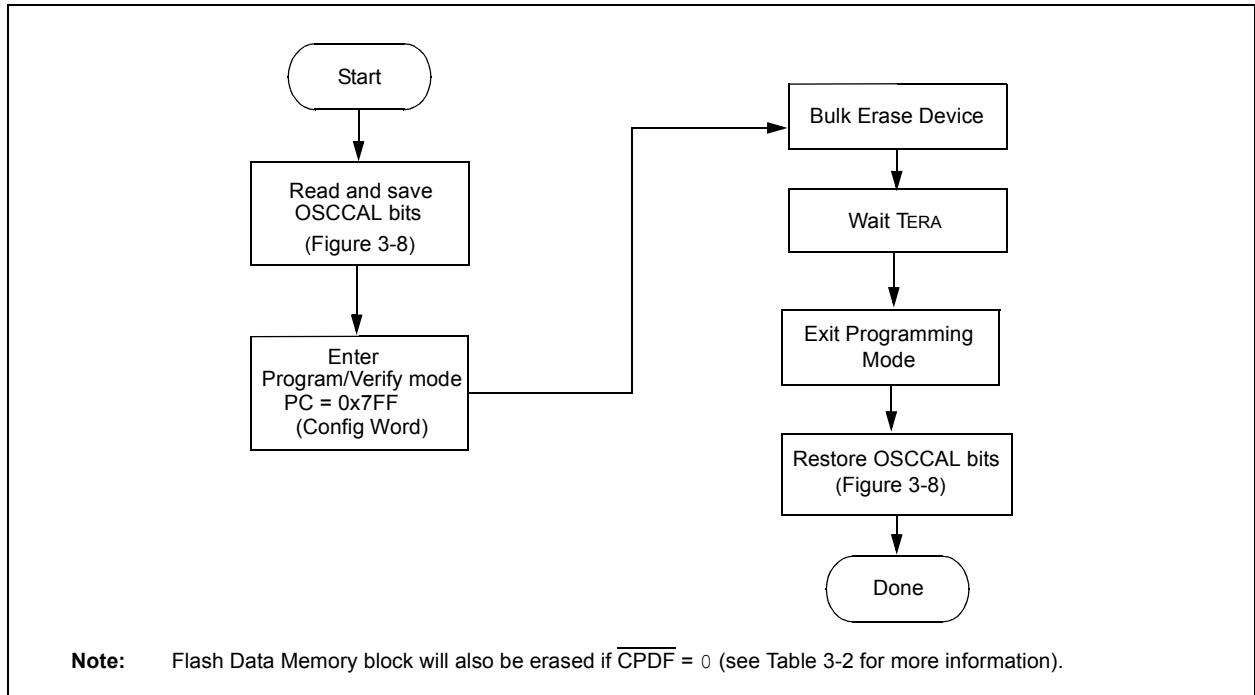 Start
Read and save
OSCCAL bits
(Figure 3-8)
Enter
Program/Verify mode
PC = 0x7FF
(Config Word)
Bulk Erase Device
Wait TERA
Exit Programming
Mode
Restore OSCCAL bits
(Figure 3-8)
Done
Note: Flash Data Memory block will also be erased if C̅P̅D̅F̅ = 0 (see Table 3-2 for more information).